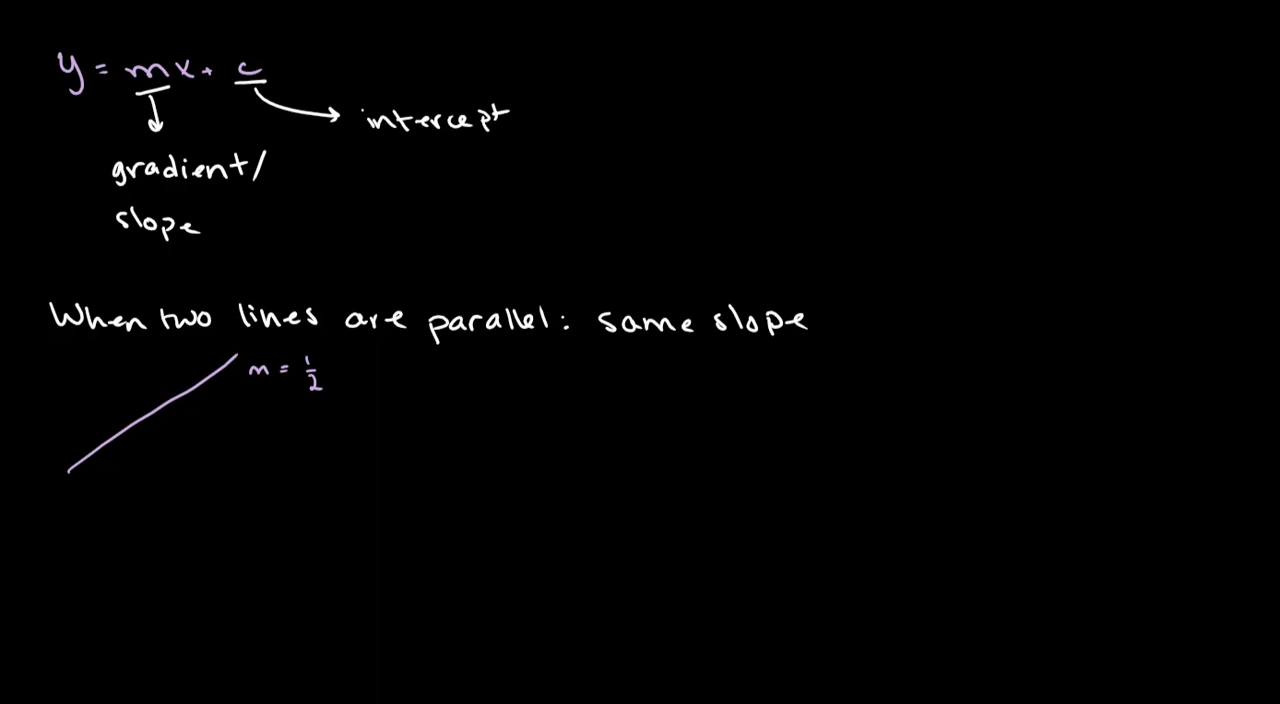 y = mx + c
intercept
gradient/
slope
When two lines are parallel: same slope
m = 1/2